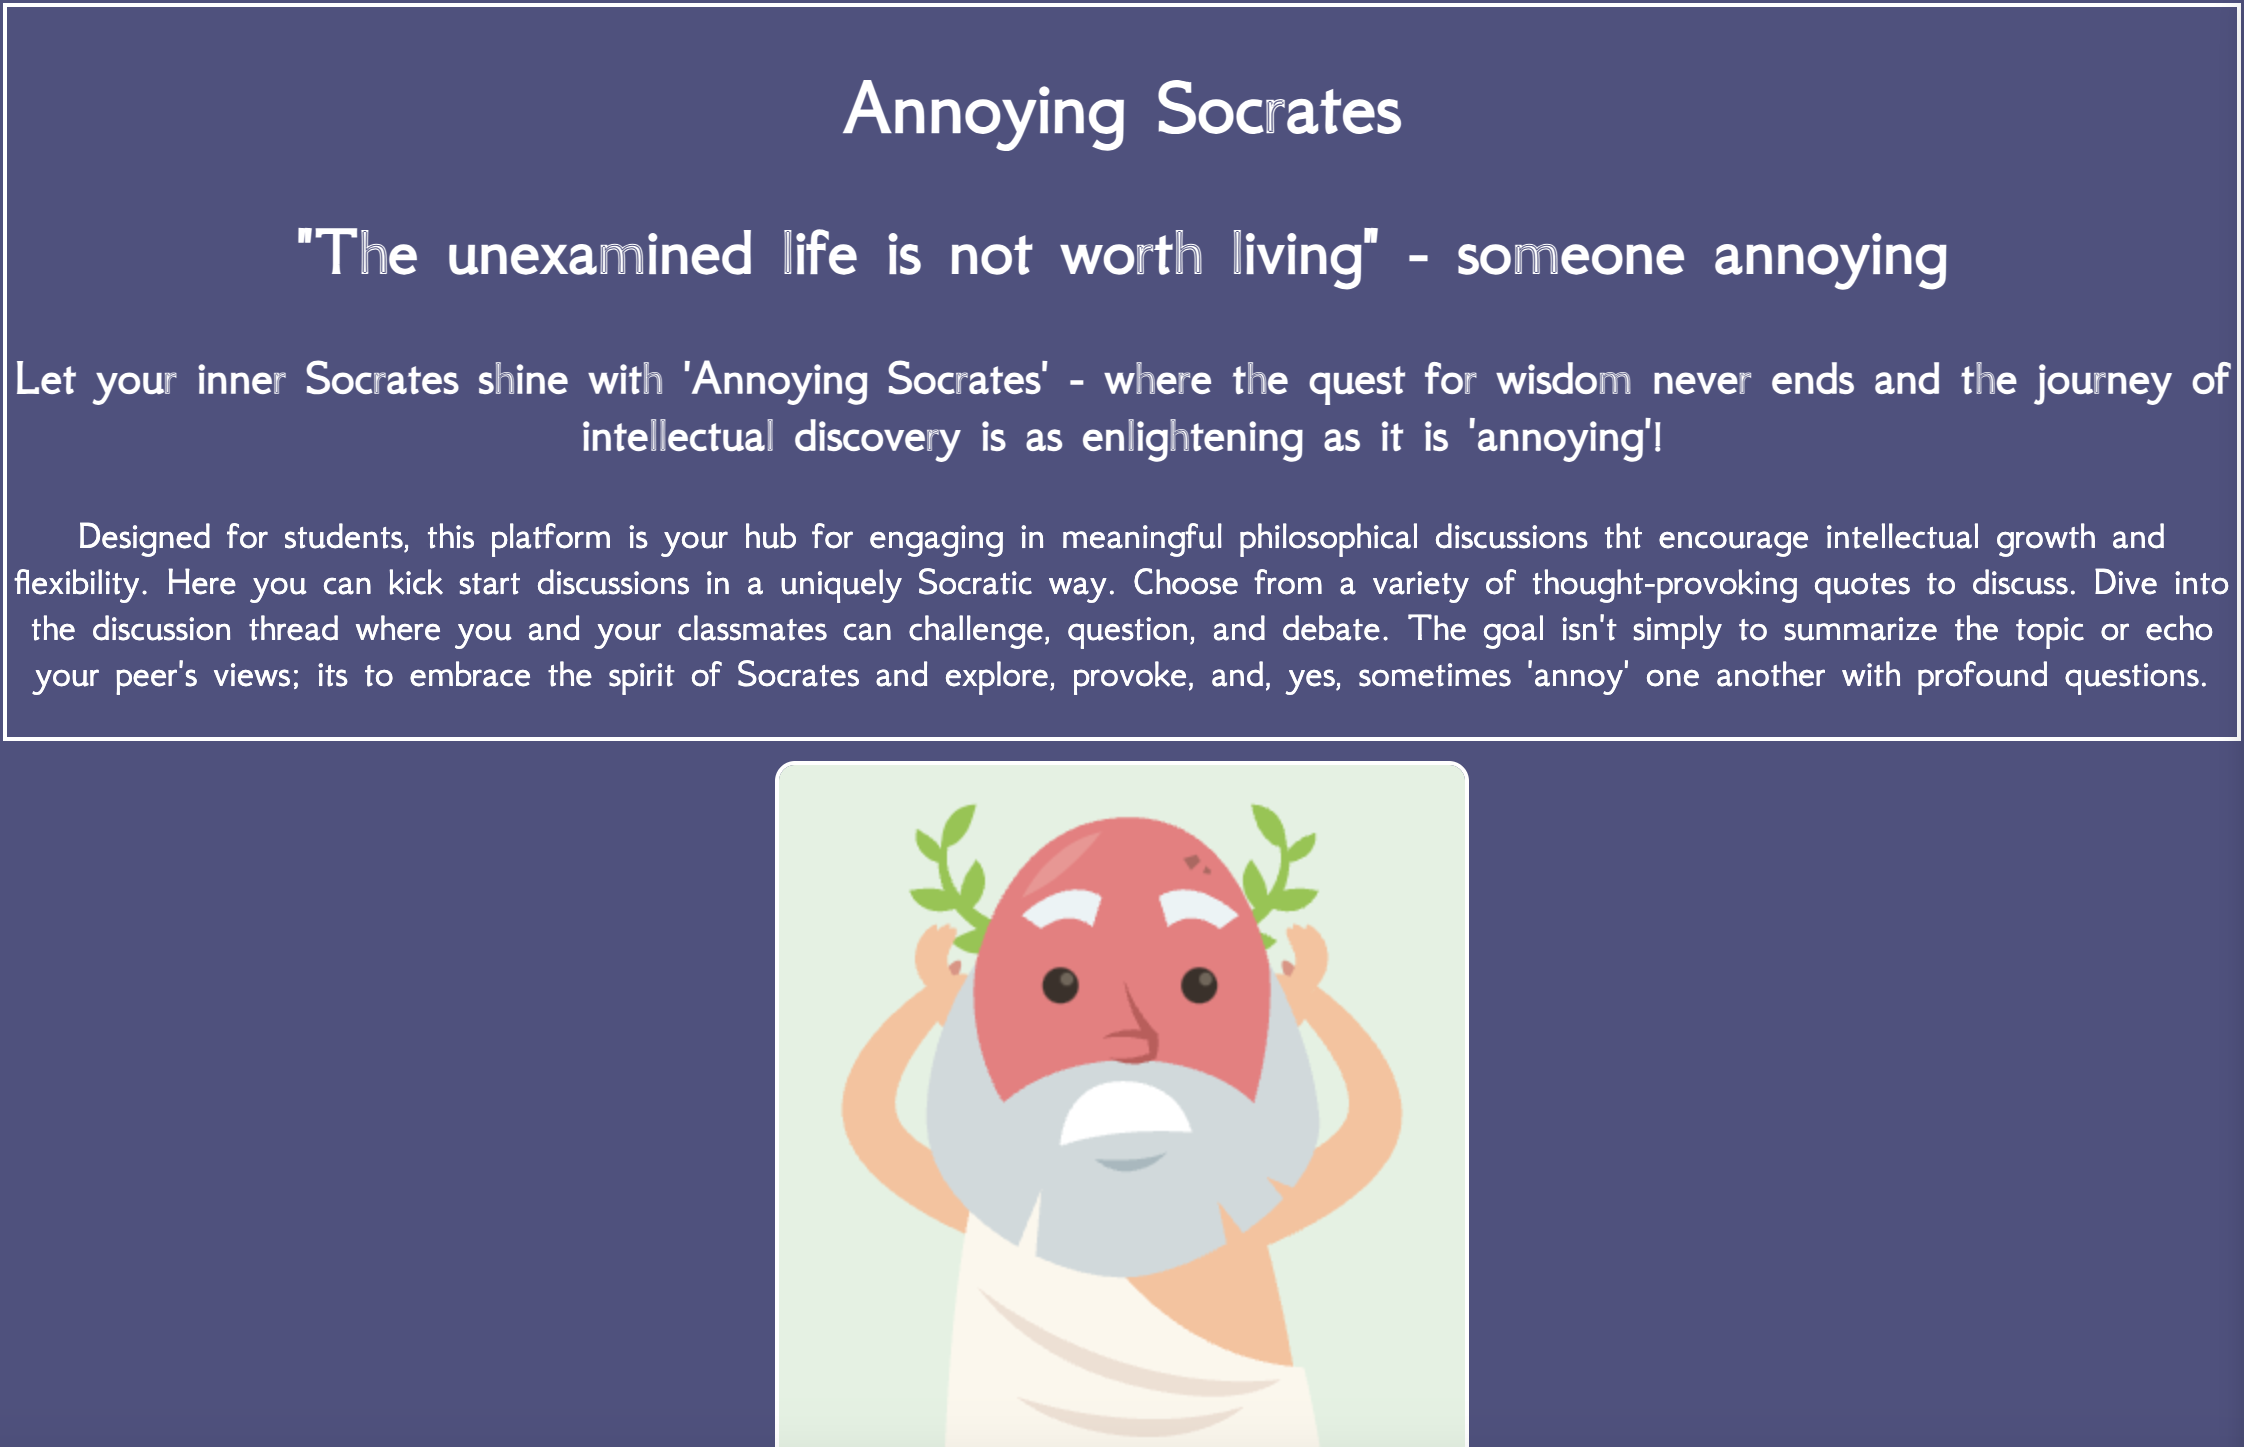 Annoying Socrates
"The unexamined life is not worth living" - someone annoying
Let your inner Socrates shine with 'Annoying Socrates' - where the quest for wisdom never ends and the journey of
intellectual discovery is as enlightening as it is 'annoying'!
Designed for students, this platform is your hub for engaging in meaningful philosophical discussions tht encourage intellectual growth and
flexibility. Here you can kick start discussions in a uniquely Socratic way. Choose from a variety of thought-provoking quotes to discuss. Dive into
the discussion thread where you and your classmates can challenge, question, and debate. The goal isn't simply to summarize the topic or echo
your peer's views; its to embrace the spirit of Socrates and explore, provoke, and, yes, sometimes 'annoy' one another with profound questions.